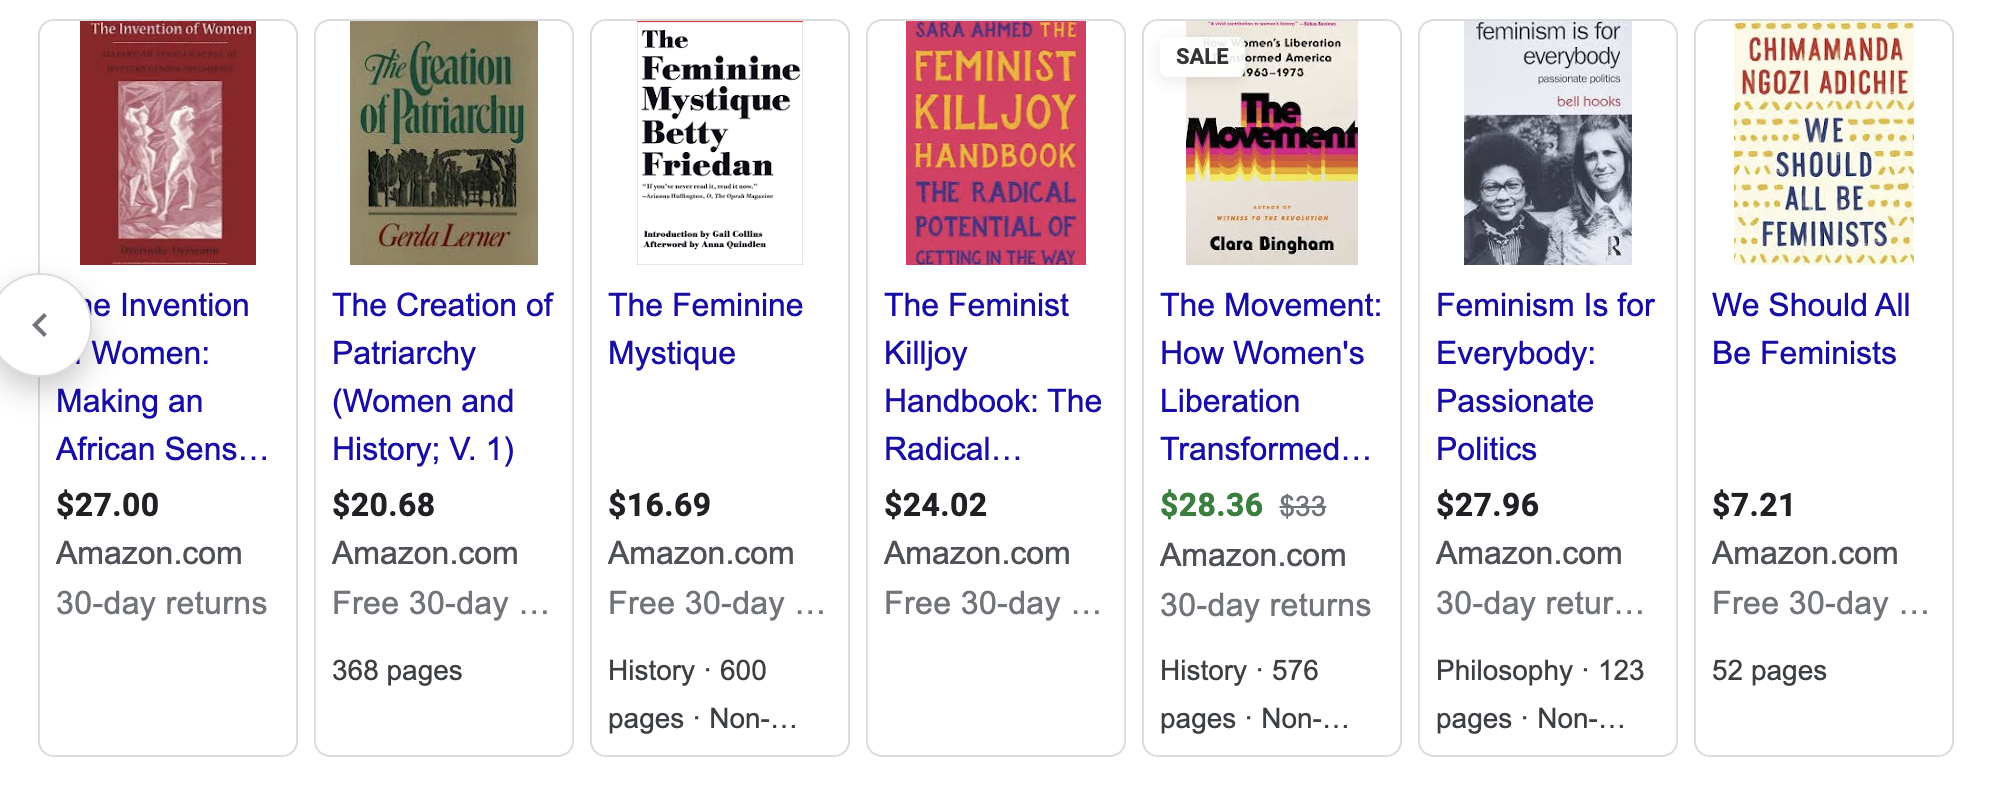 The Invention of Women
The Creation
of Patriarchy
Gerda Lerner
The
Feminine
Mystique
Betty
Friedan
"If you've never read it, read it now."
—Arianna Huffington, O, The Oprah Magazine
Introduction by Gail Collins
Afterword by Anna Quindlen
SARA AHMED THE
FEMINIST
KILLJOY
HANDBOOK
THE RADICAL
POTENTIAL OF
GETTING IN THE WAY
SALE
Women's Liberation
America
1963–1973
The
Movement
AUTHOR OF
WITNESS TO THE REVOLUTION
Clara Bingham
feminism is for
everybody
passionate politics
bell hooks
R
CHIMAMANDA
NGOZI ADICHIE
WE
SHOULD
ALL BE
FEMINISTS
he Invention
Women:
Making an
African Sens...
$27.00
Amazon.com
30-day returns
The Creation of
Patriarchy
(Women and
History; V. 1)
$20.68
Amazon.com
Free 30-day ...
368 pages
The Feminine
Mystique
$16.69
Amazon.com
Free 30-day ...
History · 600
pages · Non-...
The Feminist
Killjoy
Handbook: The
Radical...
$24.02
Amazon.com
Free 30-day ...
The Movement:
How Women's
Liberation
Transformed...
$28.36 $33
Amazon.com
30-day returns
History · 576
pages · Non-...
Feminism Is for
Everybody:
Passionate
Politics
$27.96
Amazon.com
30-day retur...
Philosophy · 123
pages · Non-...
We Should All
Be Feminists
$7.21
Amazon.com
Free 30-day ...
52 pages